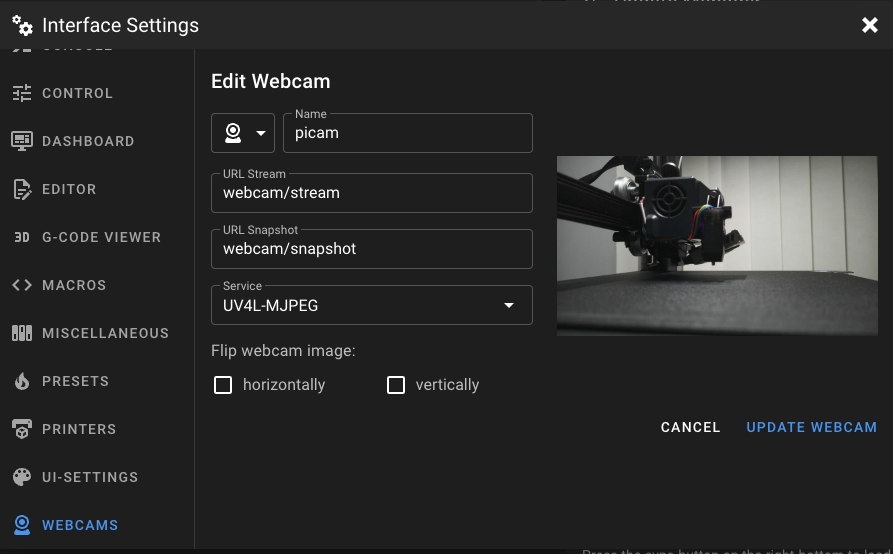 Interface Settings
CONSOLE
CONTROL
DASHBOARD
EDITOR
3D G-CODE VIEWER
MACROS
MISCELLANEOUS
PRESETS
PRINTERS
UI-SETTINGS
WEBCAMS
Edit Webcam
Name
picam
URL Stream
webcam/stream
URL Snapshot
webcam/snapshot
Service
UV4L-MJPEG
Flip webcam image:
horizontally
vertically
CANCEL
UPDATE WEBCAM